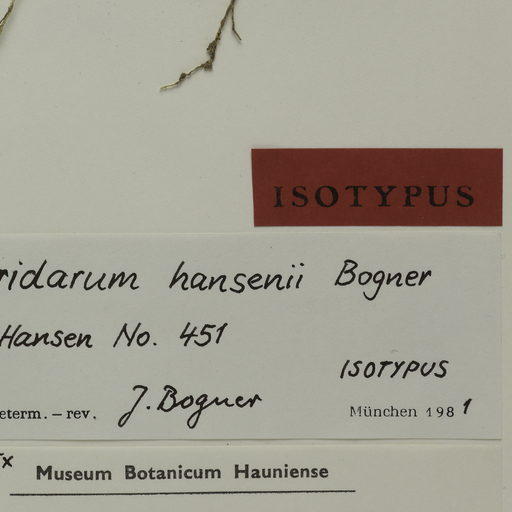 ISOTYPUS
ridarum hansenii Bogner
Hansen No. 451
ISOTYPUS
eterm. – rev. J. Bogner München 1981
x Museum Botanicum Hauniense